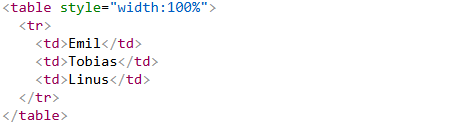 <table style="width:100%">
  <tr>
    <td>Emil</td>
    <td>Tobias</td>
    <td>Linus</td>
  </tr>
</table>